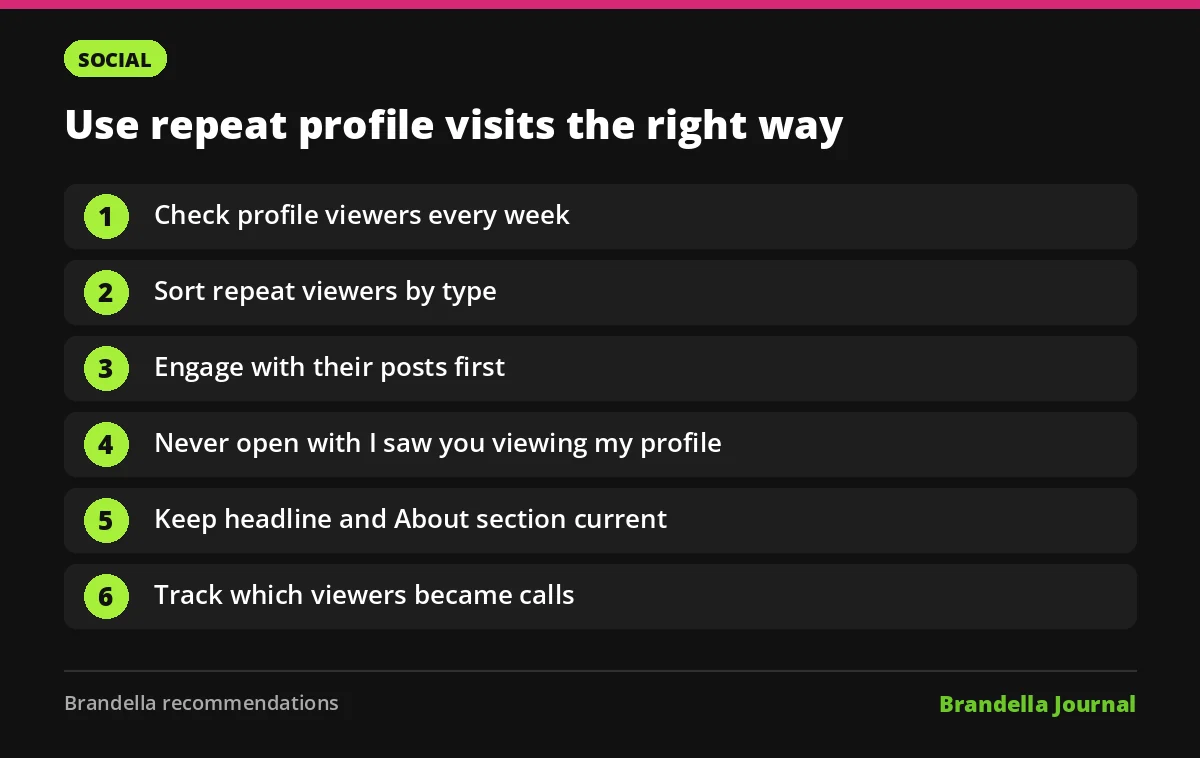 SOCIAL
Use repeat profile visits the right way
1 Check profile viewers every week
2 Sort repeat viewers by type
3 Engage with their posts first
4 Never open with I saw you viewing my profile
5 Keep headline and About section current
6 Track which viewers became calls
Brandella recommendations
Brandella Journal